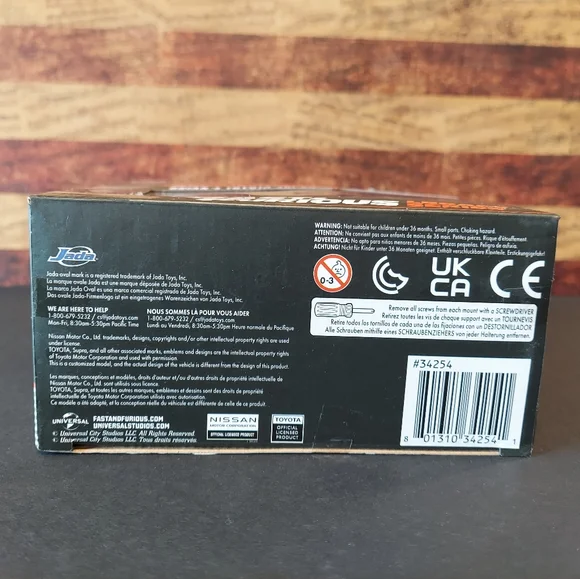 WARNING: Not suitable for children under 36 months. Small parts. Choking hazard.
ATTENTION: Ne convient pas aux enfants de moins de 36 mois. Petites pièces. Risque d'étouffement.
ADVERTENCIA: No apto para niños menores de 36 meses. Piezas pequeñas. Peligro de asfixia.
ACHTUNG! Nicht für Kinder unter 36 Monaten geeignet. Enthält verschluckbare Kleinteile. Erstickungsgefahr!
Jada
Jada-oval mark is a registered trademark of Jada Toys, Inc.
La marque ovale Jada est une marque déposée de Jada Toys, Inc.
La marca Jada Oval es una marca comercial registrada de Jada Toys, Inc.
Das ovale Jada-Firmenlogo ist ein eingetragenes Warenzeichen von Jada Toys, Inc.
0-3
UK
CA
CE
WE ARE HERE TO HELP
1-800-679-5232 / cs@jadatoys.com
Mon-Fri, 8:30am-5:30pm Pacific Time
NOUS SOMMES LÀ POUR VOUS AIDER
1-800-679-5232 / cs@jadatoys.com
Lundi au Vendredi, 8:30am-5:30pm Heure normale du Pacifique
Remove all screws from each mount with a SCREWDRIVER
Retirez toutes les vis de chaque support avec un TOURNEVIS
Retire todos los tornillos de cada una de las fijaciones con un DESTORNILLADOR
Alle Schrauben mithilfe eines SCHRAUBENZIEHERS von jeder Halterung entfernen
Nissan Motor Co., Ltd. trademarks, designs, copyrights and/or other intellectual property rights are used
under license.
TOYOTA, Supra, and all other associated marks, emblems and designs are the intellectual property rights
of Toyota Motor Corporation and used with permission.
This is a customized model, and the actual design of the vehicle is different from the design of this product.
Les marques, conceptions et modèles, droits d'auteur et/ou d'autres droits de propriété intellectuelle de
Nissan Motor Co., Ltd. sont utilisés sous licence.
TOYOTA, Supra et toutes les autres marques, emblèmes et dessins sont les droits de propriété intellectuelle
de Toyota Motor Corporation et sont utilisés avec permission.
Ce modèle a été adapté, et la conception réelle du véhicule est différente du design de ce produit.
#34254
8 01310 34254 1
UNIVERSAL
FASTANDFURIOUS.COM
UNIVERSALSTUDIOS.COM
© Universal City Studios LLC. All Rights Reserved
© Universal City Studios LLC Tous droits réservés.
NISSAN
MOTOR CORPORATION
OFFICIAL LICENSED PRODUCT
TOYOTA
OFFICIAL
LICENSED
PRODUCT